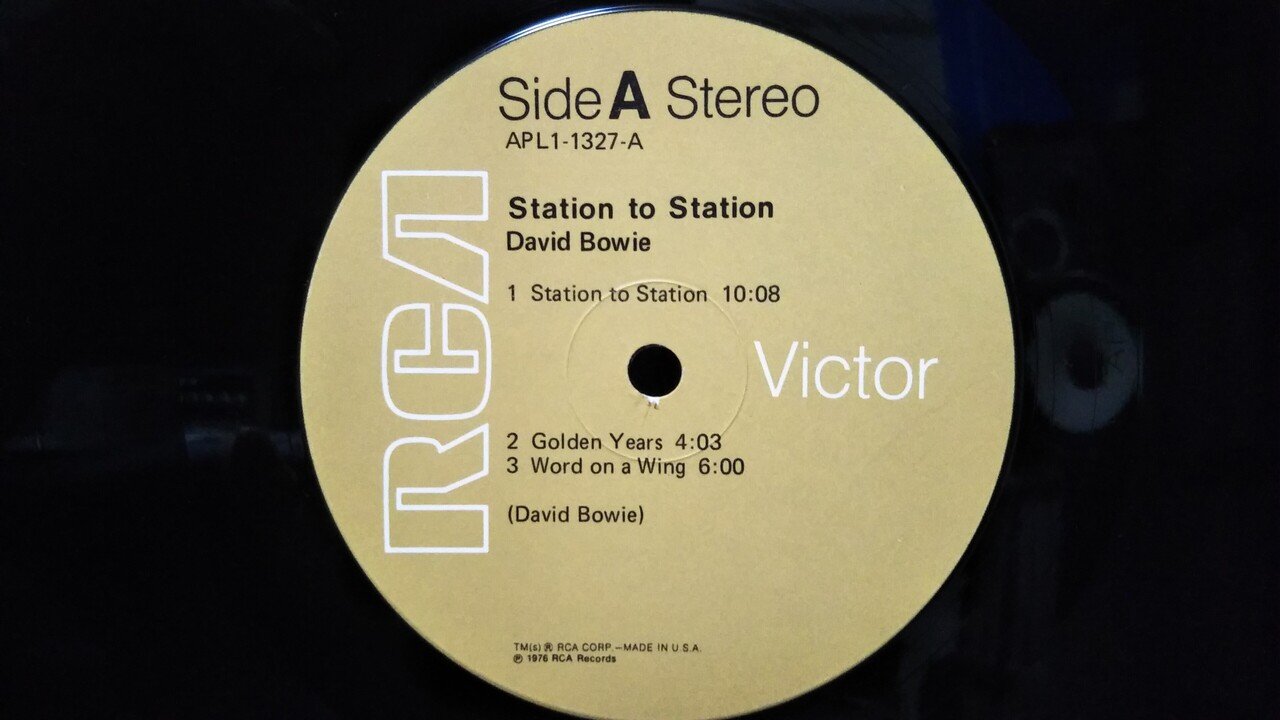 Side A Stereo
APL1-1327-A
RCA
Station to Station
David Bowie
1 Station to Station 10:08
Victor
2 Golden Years 4:03
3 Word on a Wing 6:00
(David Bowie)
TM(s) ® RCA CORP.–MADE IN U.S.A.
℗ 1976 RCA Records